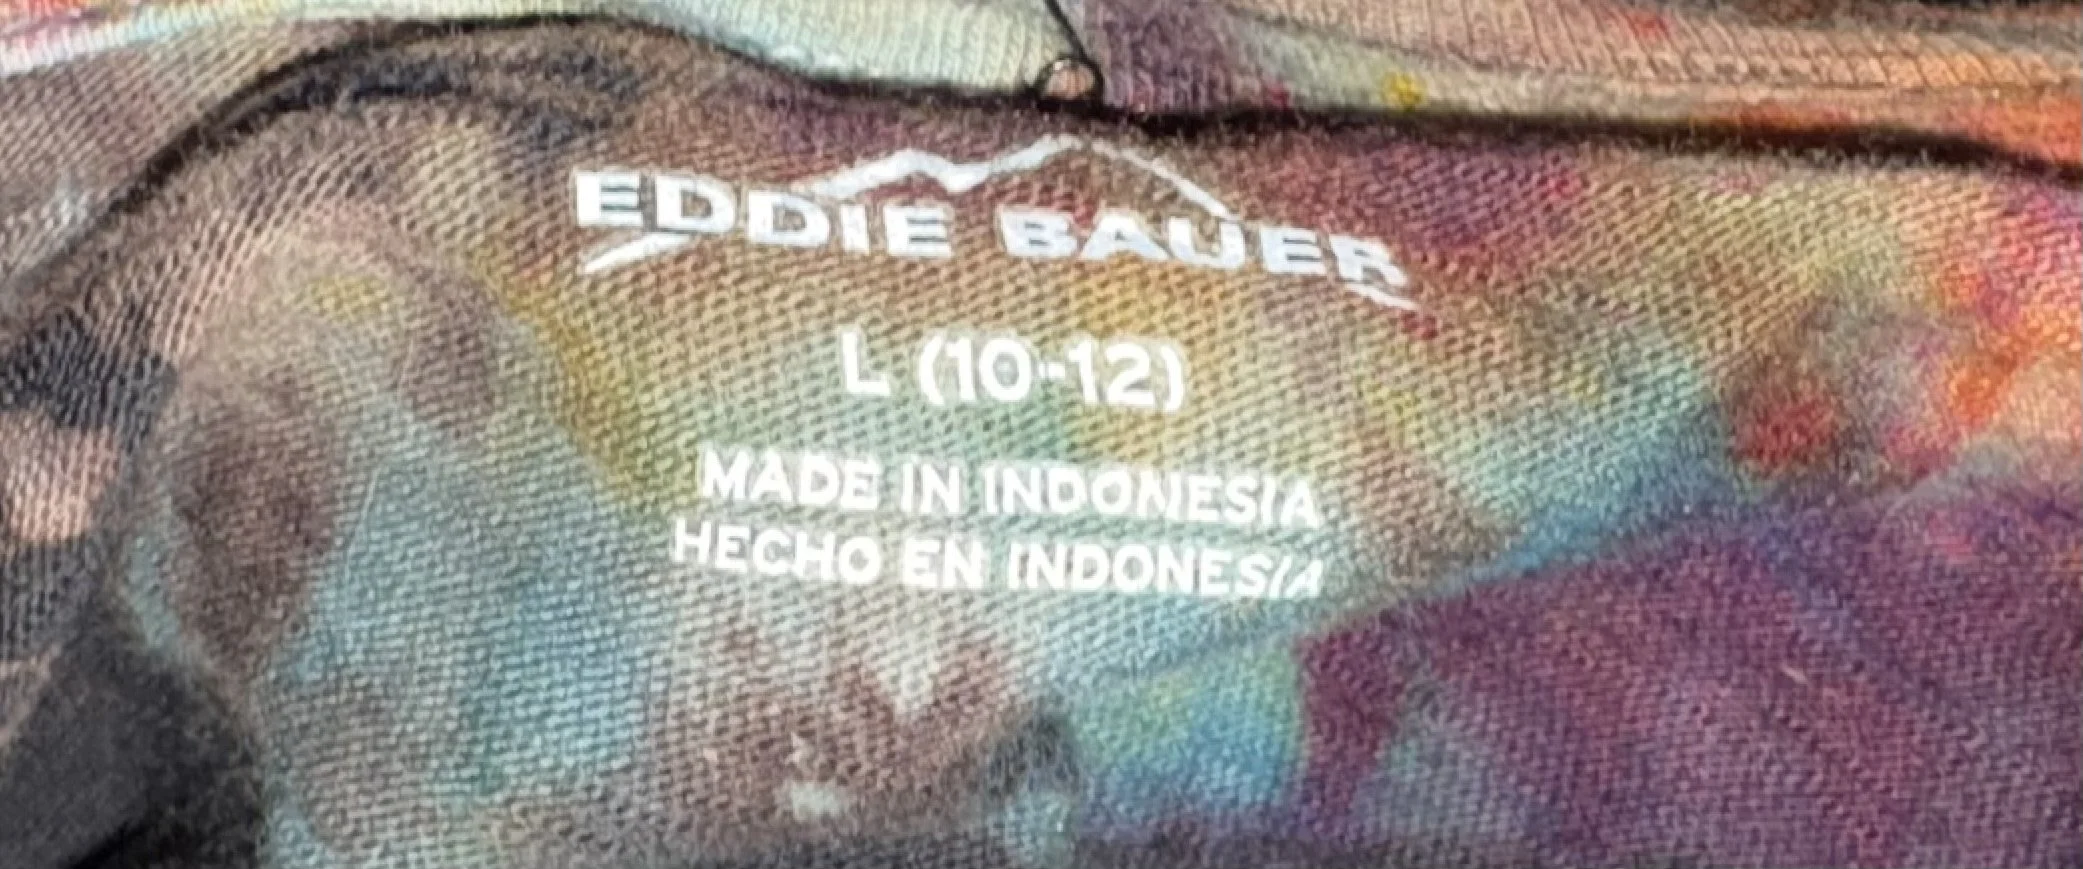 EDDIE BAUER
L (10-12)
MADE IN INDONESIA
HECHO EN INDONESIA